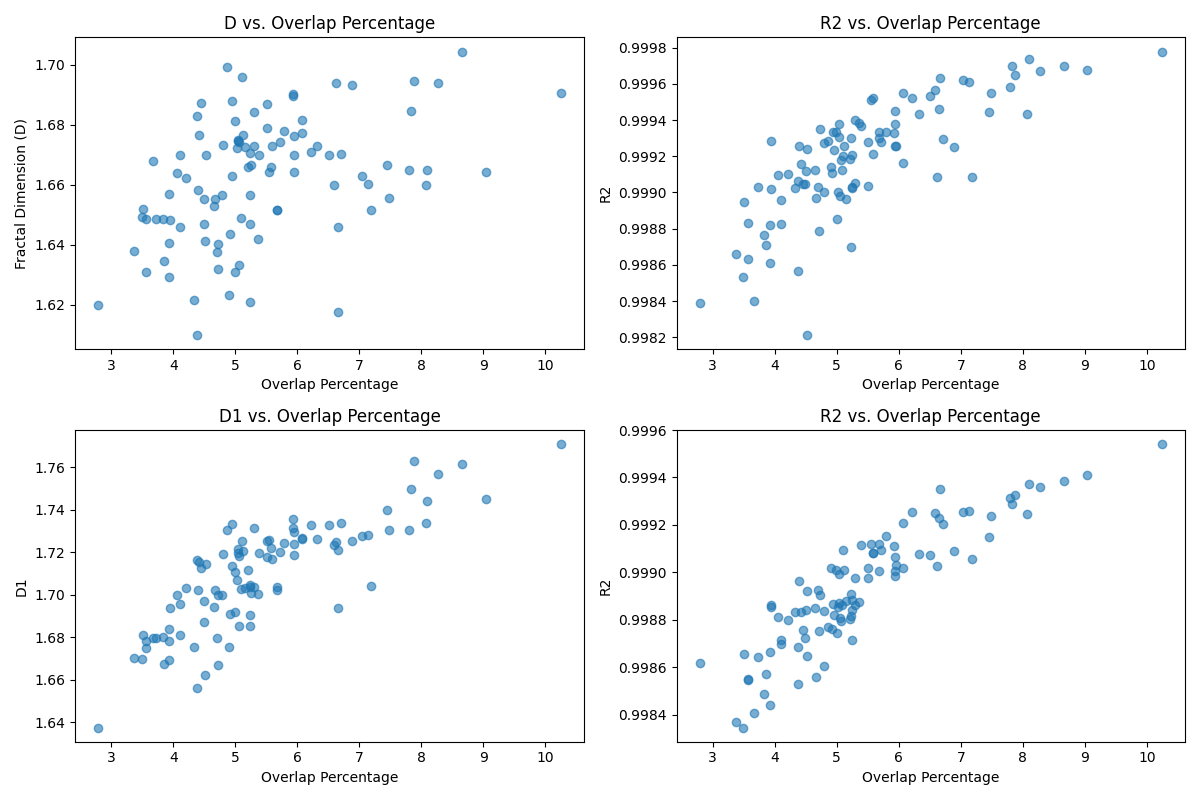 D vs. Overlap Percentage
1.70
1.68
1.66
1.64
1.62
Fractal Dimension (D)
3 4 5 6 7 8 9 10
Overlap Percentage
R2 vs. Overlap Percentage
0.9998
0.9996
0.9994
0.9992
0.9990
0.9988
0.9986
0.9984
0.9982
R2
3 4 5 6 7 8 9 10
Overlap Percentage
D1 vs. Overlap Percentage
1.76
1.74
1.72
1.70
1.68
1.66
1.64
D1
3 4 5 6 7 8 9 10
Overlap Percentage
R2 vs. Overlap Percentage
0.9996
0.9994
0.9992
0.9990
0.9988
0.9986
0.9984
R2
3 4 5 6 7 8 9 10
Overlap Percentage